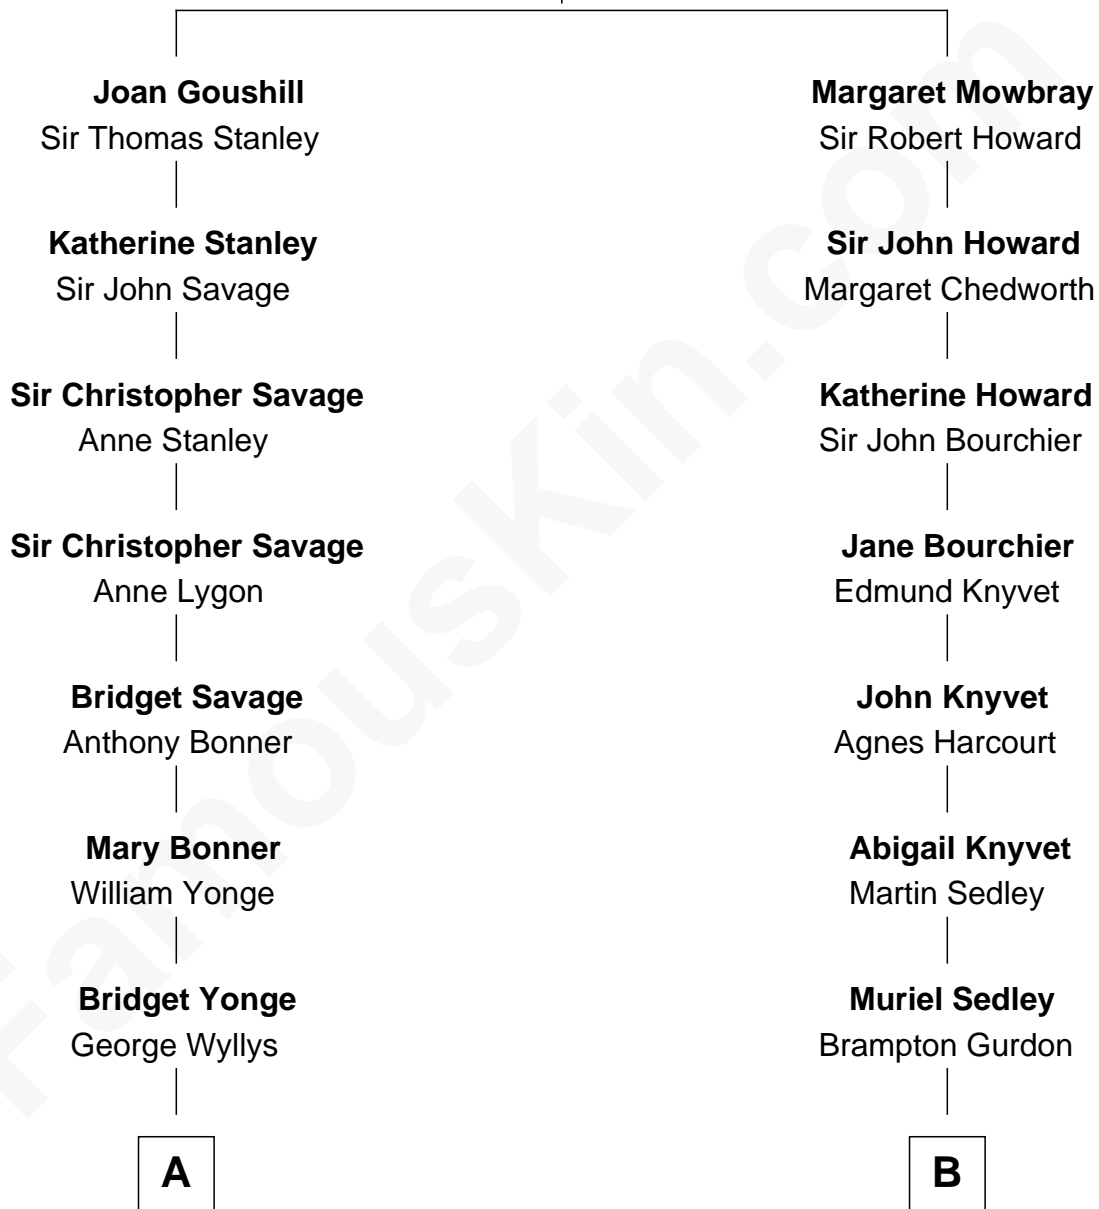 Joan Goushill
Sir Thomas Stanley
Katherine Stanley
Sir John Savage
Sir Christopher Savage
Anne Stanley
Sir Christopher Savage
Anne Lygon
Bridget Savage
Anthony Bonner
Mary Bonner
William Yonge
Bridget Yonge
George Wyllys
A
Margaret Mowbray
Sir Robert Howard
Sir John Howard
Margaret Chedworth
Katherine Howard
Sir John Bourchier
Jane Bourchier
Edmund Knyvet
John Knyvet
Agnes Harcourt
Abigail Knyvet
Martin Sedley
Muriel Sedley
Brampton Gurdon
B
FamousKin.com